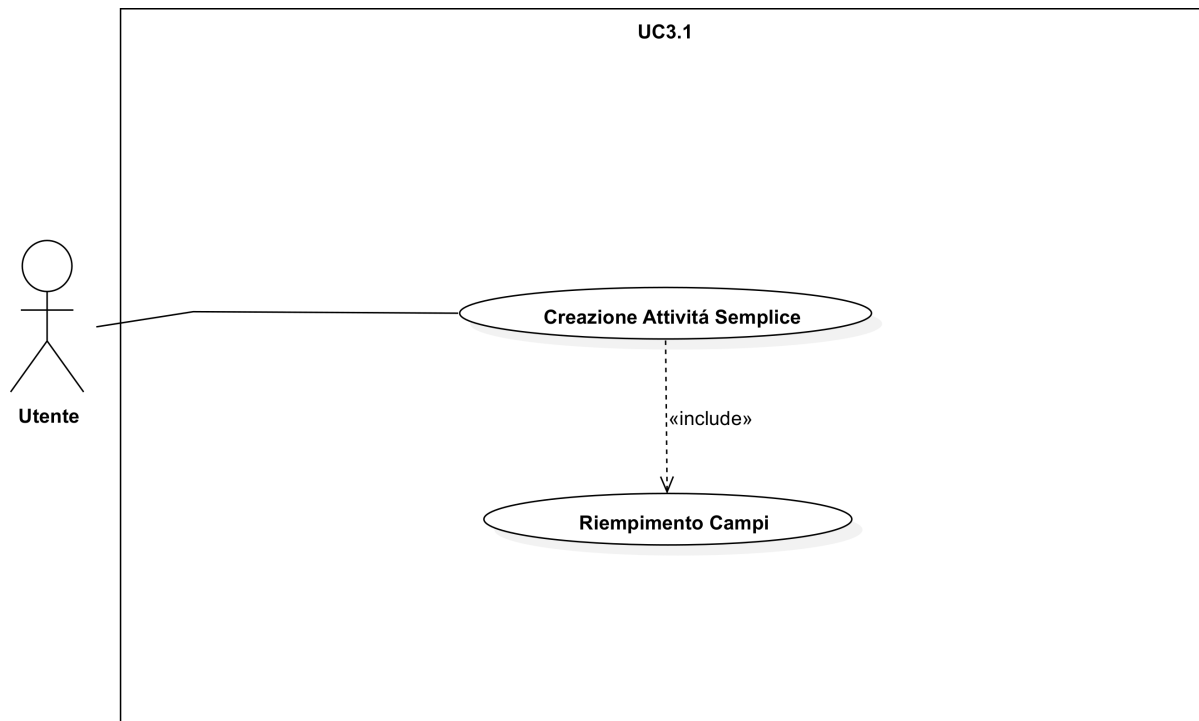 UC3.1
Creazione Attivitá Semplice
Utente
«include»
Riempimento Campi